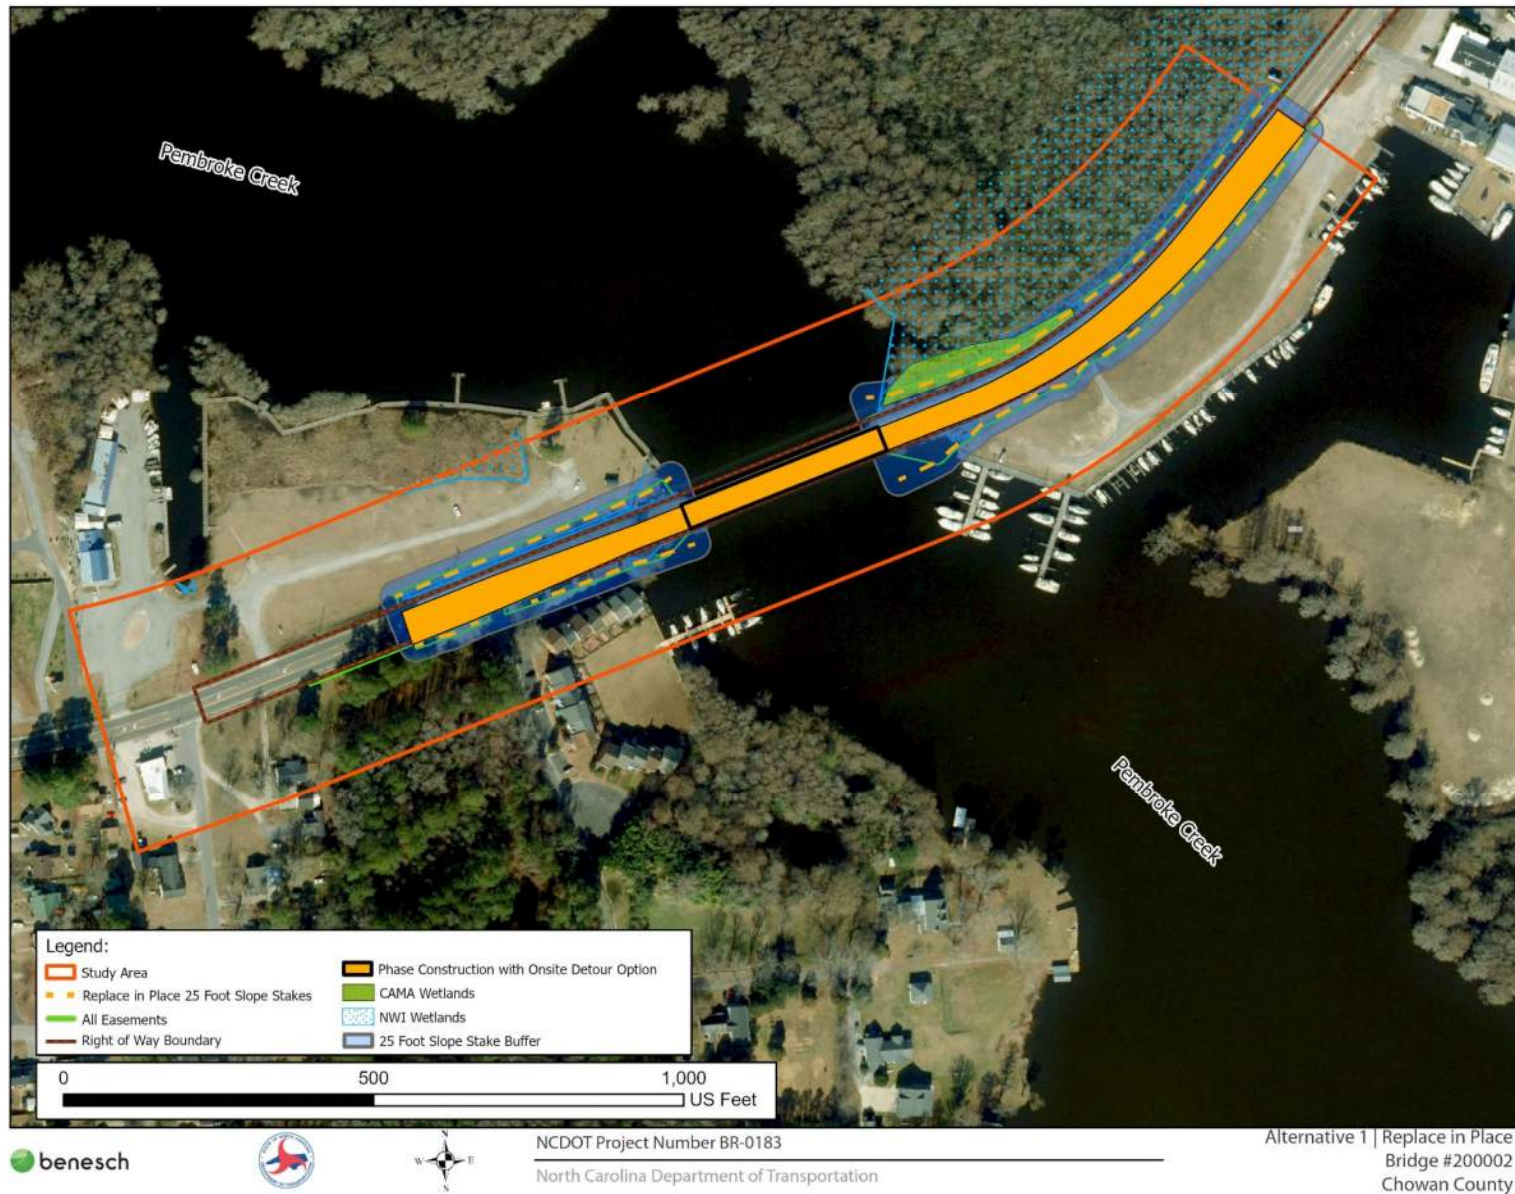 Pembroke Creek
Pembroke Creek
Legend:
Study Area
Replace in Place 25 Foot Slope Stakes
All Easements
Right of Way Boundary
Phase Construction with Onsite Detour Option
CAMA Wetlands
NWI Wetlands
25 Foot Slope Stake Buffer
0 500 1,000
US Feet
benesch
N
W E
S
NCDOT Project Number BR-0183
North Carolina Department of Transportation
Alternative 1 | Replace in Place
Bridge #200002
Chowan County